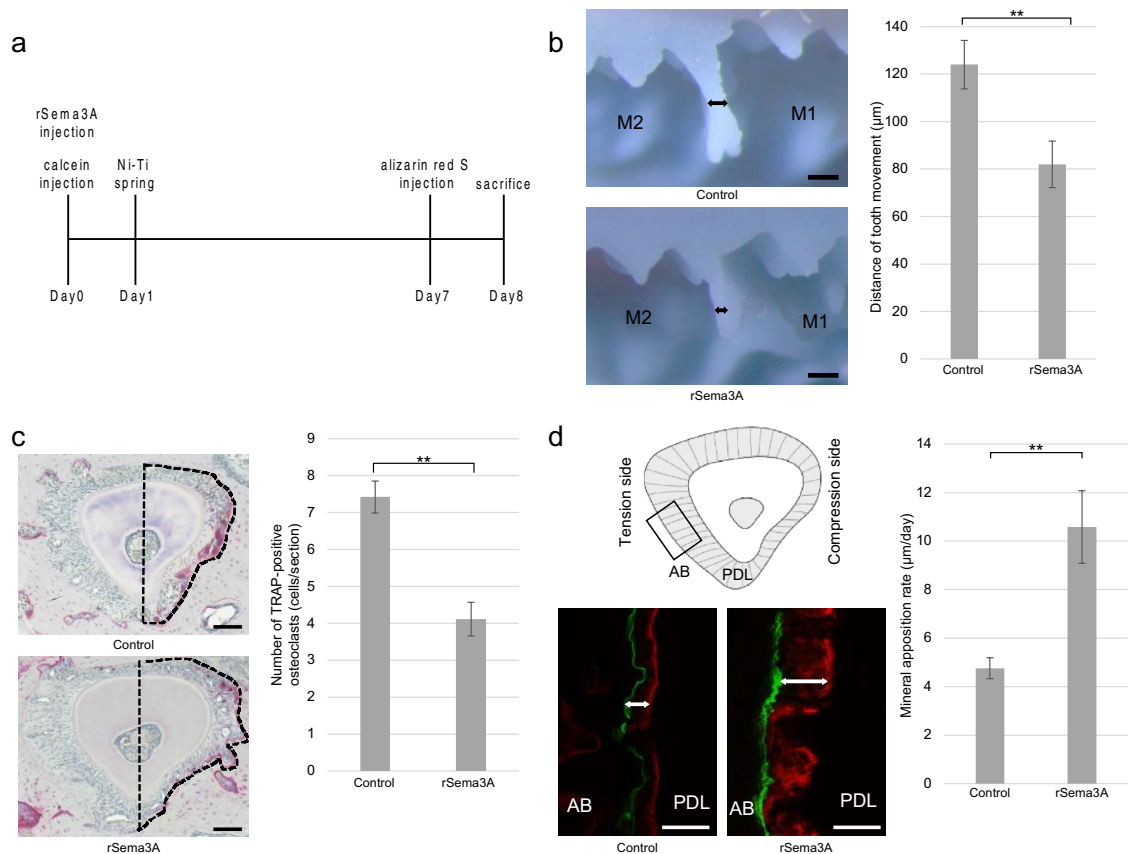 a
rSema3A
injection
calcein
injection
Ni-Ti
spring
alizarin red S
injection
sacrifice
Day0
Day1
Day7
Day8
b
M2
M1
Control
M2
M1
rSema3A
**
Distance of tooth movement (μm)
140
120
100
80
60
40
20
0
Control
rSema3A
c
Control
rSema3A
**
Number of TRAP-positive
osteoclasts (cells/section)
9
8
7
6
5
4
3
2
1
0
Control
rSema3A
d
Tension side
Compression side
AB
PDL
AB
PDL
Control
AB
PDL
rSema3A
**
Mineral apposition rate (μm/day)
14
12
10
8
6
4
2
0
Control
rSema3A